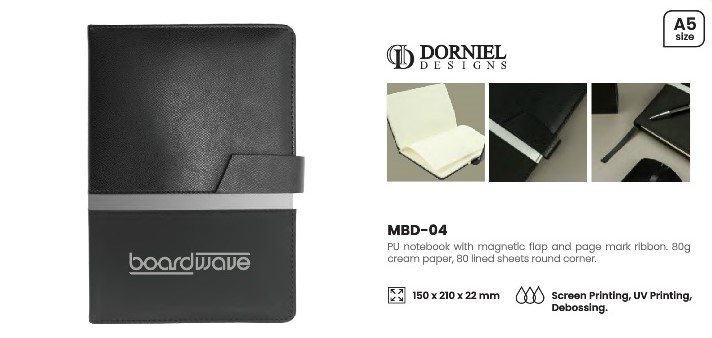 A5
size
DORNIEL
DESIGNS
boardwave
MBD-04
PU notebook with magnetic flap and page mark ribbon. 80g
cream paper, 80 lined sheets round corner.
150 x 210 x 22 mm
Screen Printing, UV Printing,
Debossing.